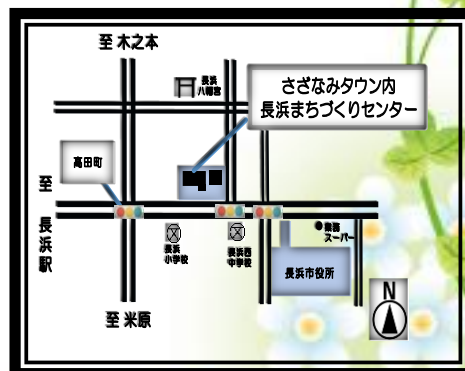 至 木之本
長浜
八幡宮
さざなみタウン内
長浜まちづくりセンター
高田町
至
長浜駅
長浜
小学校
長浜西
中学校
業務
スーパー
長浜市役所
至 米原
N